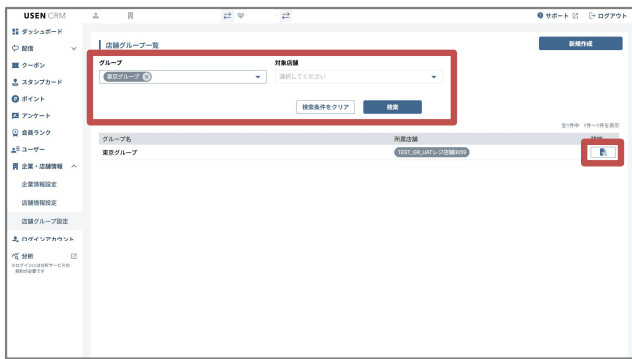 USEN CRM
サポート
ログアウト
ダッシュボード
配信
クーポン
スタンプカード
ポイント
アンケート
会員ランク
ユーザー
企業・店舗情報
企業情報設定
店舗情報設定
店舗グループ設定
ログインアカウント
分析
※ログインには分析サービスの
契約が必要です
店舗グループ一覧
新規作成
グループ
対象店舗
東京グループ
選択してください
検索条件をクリア
検索
全1件中 1件〜1件を表示
グループ名
所属店舗
詳細
東京グループ
TEST_GR_UATレジ店舗0059